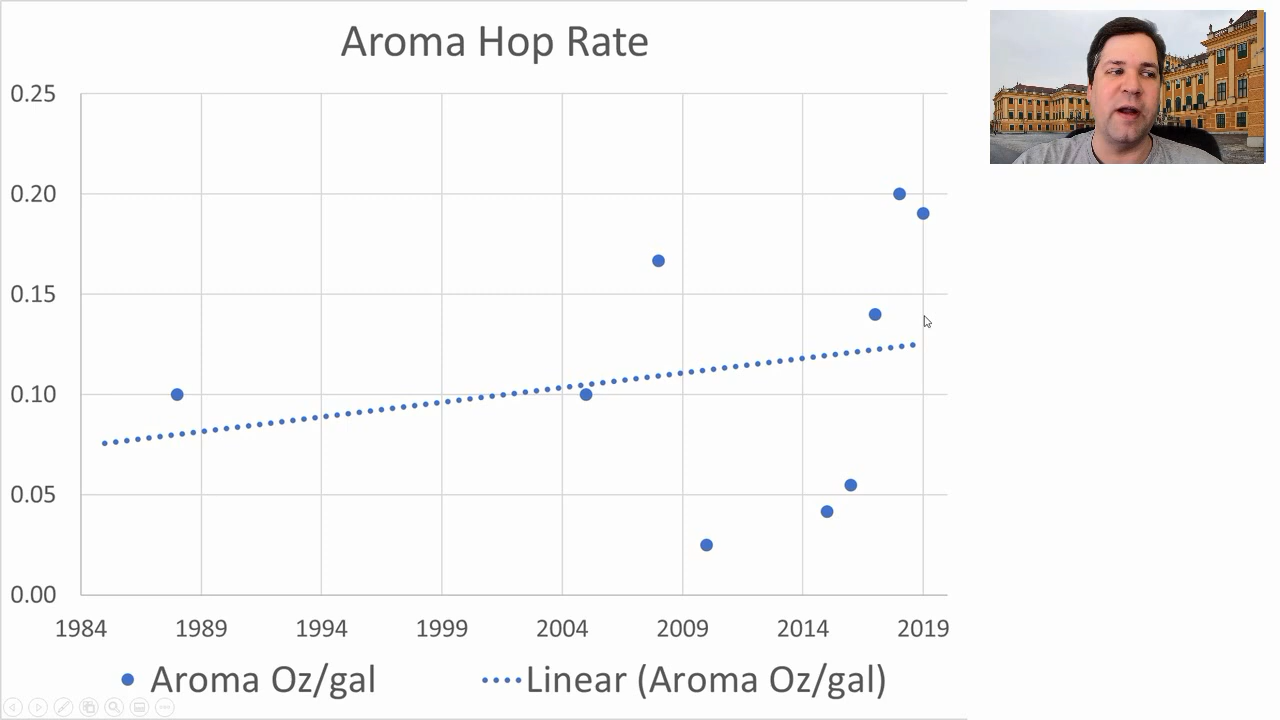 Aroma Hop Rate
0.25
0.20
0.15
0.10
0.05
0.00
1984 1989 1994 1999 2004 2009 2014 2019
Aroma Oz/gal Linear (Aroma Oz/gal)